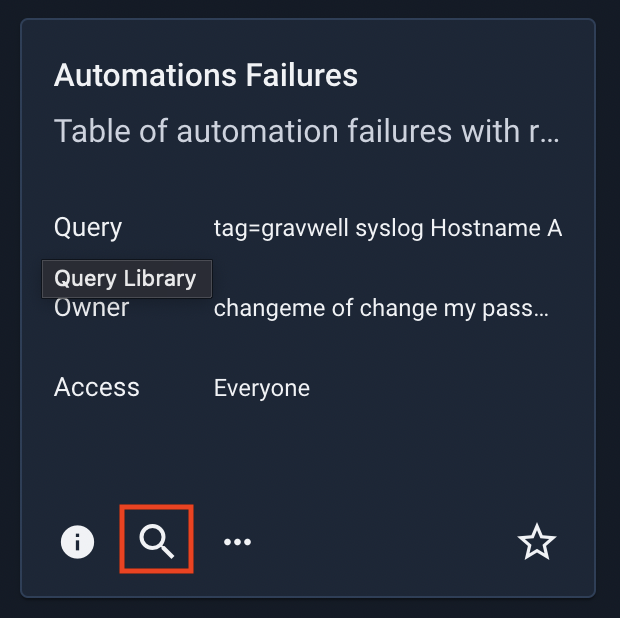 Automations Failures
Table of automation failures with r...
Query tag=gravwell syslog Hostname A
Query Library
Owner changeme of change my pass...
Access Everyone